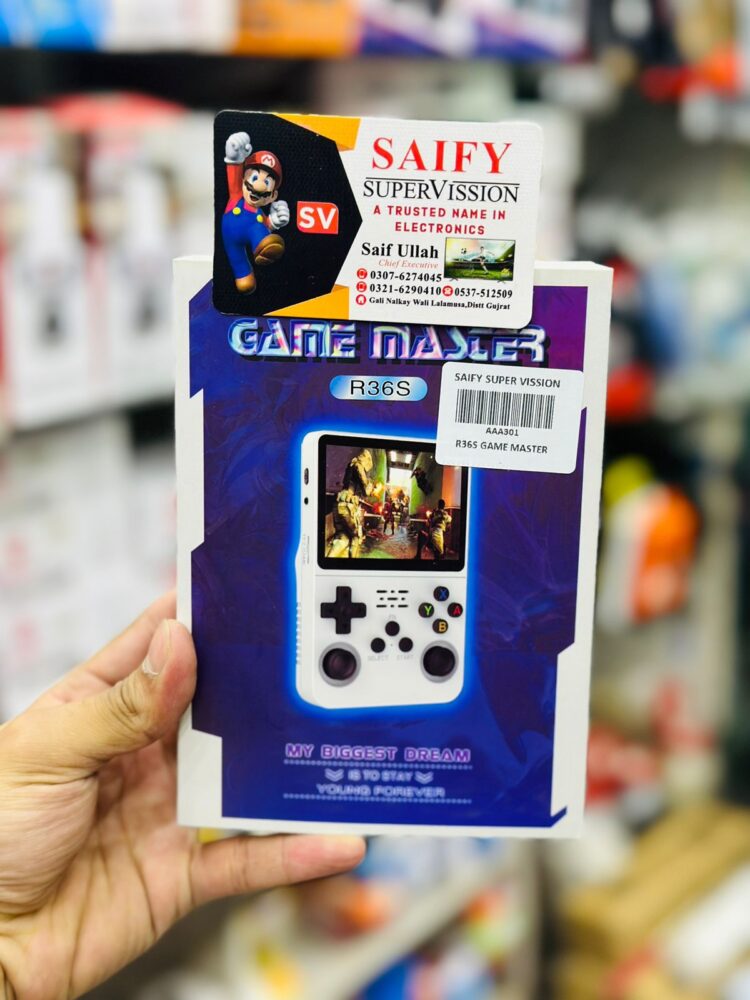 SAIFY
SUPERVISSION
A TRUSTED NAME IN
ELECTRONICS
SV
Saif Ullah
Chief Executive
0307-6274045
0321-6290410 0537-512509
Gali Nalkay Wali Lalamusa,Distt Gujrat
GAME MASTER
R36S
SAIFY SUPER VISSION
AAA301
R36S GAME MASTER
X
Y A
B
SELECT START
MY BIGGEST DREAM
IS TO STAY
YOUNG FOREVER